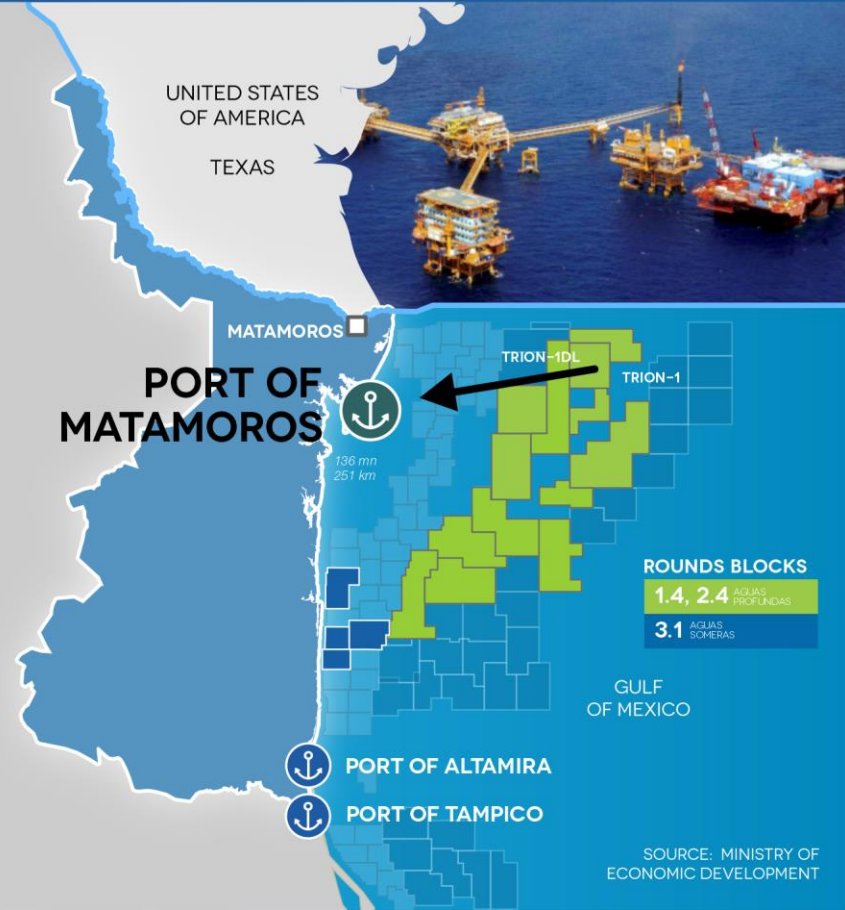 UNITED STATES
OF AMERICA
TEXAS
MATAMOROS
PORT OF
MATAMOROS
136 mn
251 km
TRION-1DL
TRION-1
ROUNDS BLOCKS
1.4, 2.4 AGUAS
PROFUNDAS
3.1 AGUAS
SOMERAS
GULF
OF MEXICO
PORT OF ALTAMIRA
PORT OF TAMPICO
SOURCE: MINISTRY OF
ECONOMIC DEVELOPMENT